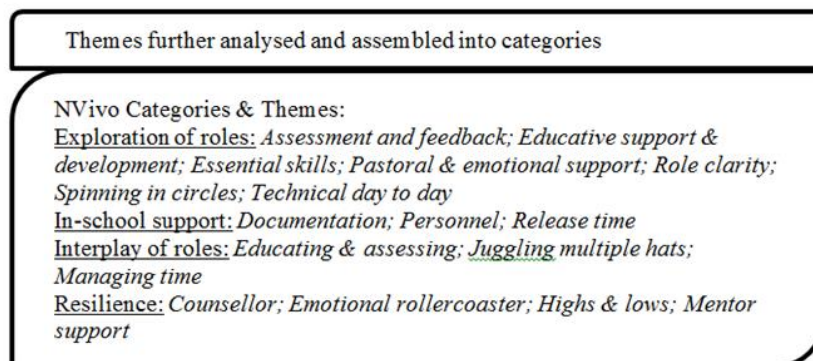 Themes further analysed and assembled into categories
NVivo Categories & Themes:
Exploration of roles: Assessment and feedback; Educative support &
development; Essential skills; Pastoral & emotional support; Role clarity;
Spinning in circles; Technical day to day
In-school support: Documentation; Personnel; Release time
Interplay of roles: Educating & assessing; Juggling multiple hats;
Managing time
Resilience: Counsellor; Emotional rollercoaster; Highs & lows; Mentor
support